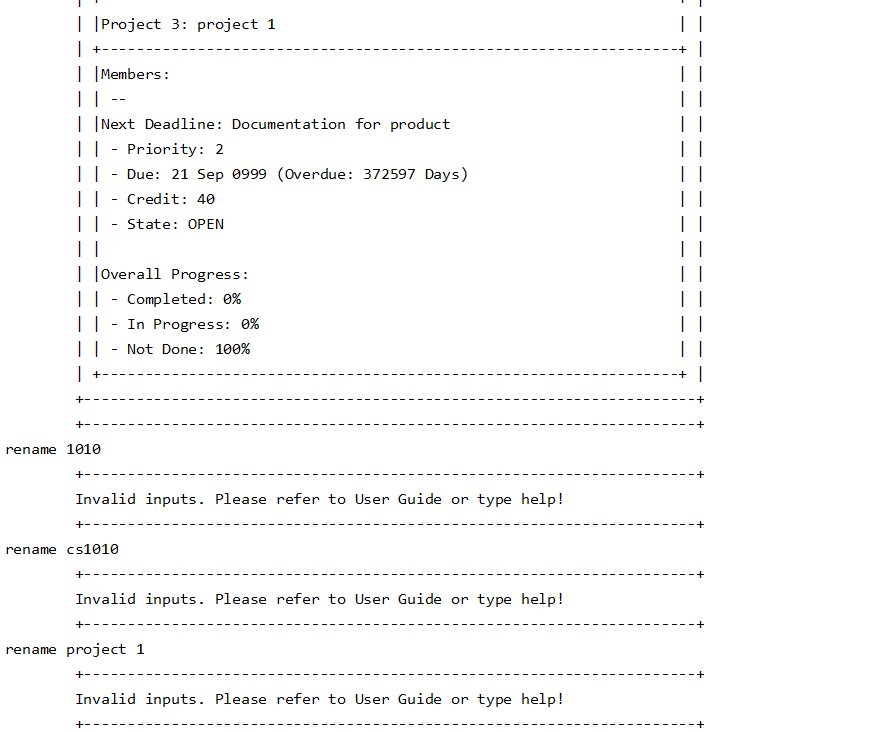 | |Project 3: project 1 | |
| +------------------------------------------------------------------+ |
| |Members: | |
| | -- | |
| |Next Deadline: Documentation for product | |
| | - Priority: 2 | |
| | - Due: 21 Sep 0999 (Overdue: 372597 Days) | |
| | - Credit: 40 | |
| | - State: OPEN | |
| | | |
| |Overall Progress: | |
| | - Completed: 0% | |
| | - In Progress: 0% | |
| | - Not Done: 100% | |
| +------------------------------------------------------------------+ |
+----------------------------------------------------------------------+
+----------------------------------------------------------------------+
rename 1010
+----------------------------------------------------------------------+
Invalid inputs. Please refer to User Guide or type help!
+----------------------------------------------------------------------+
rename cs1010
+----------------------------------------------------------------------+
Invalid inputs. Please refer to User Guide or type help!
+----------------------------------------------------------------------+
rename project 1
+----------------------------------------------------------------------+
Invalid inputs. Please refer to User Guide or type help!
+----------------------------------------------------------------------+